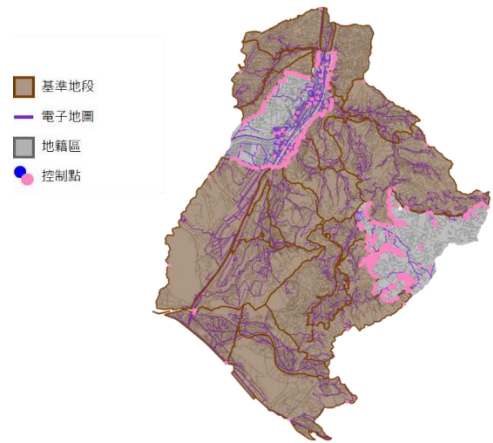 基準地段
電子地圖
地籍區
控制點